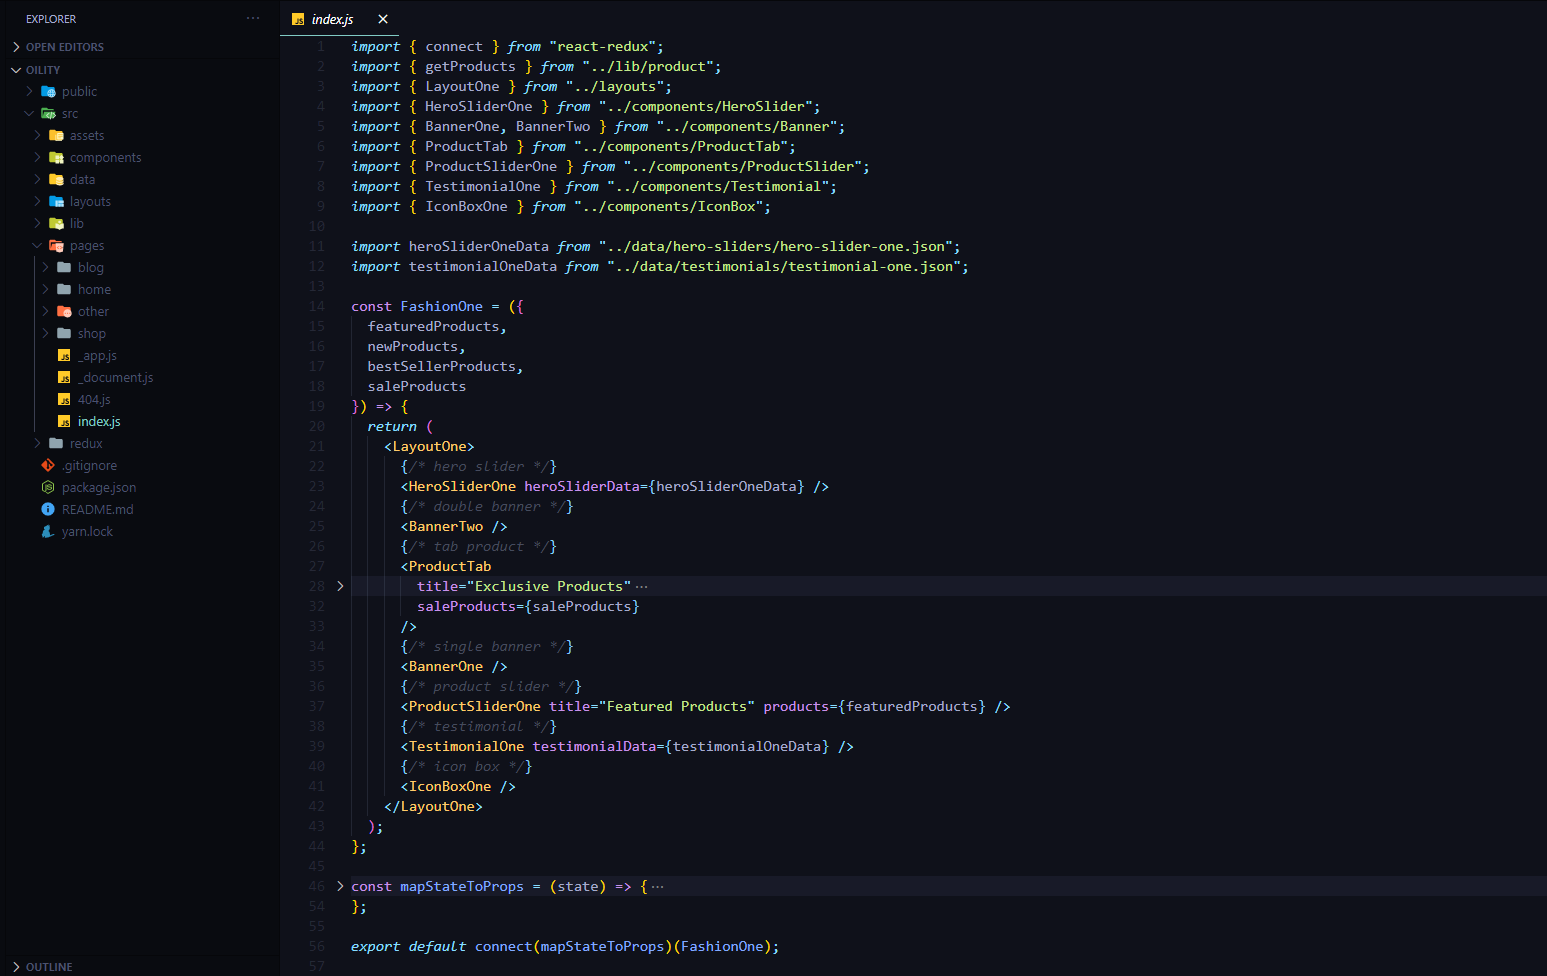 EXPLORER
OPEN EDITORS
OILITY
public
src
assets
components
data
layouts
lib
pages
blog
home
other
shop
_app.js
_document.js
404.js
index.js
redux
.gitignore
package.json
README.md
yarn.lock
OUTLINE
index.js
1 import { connect } from "react-redux";
2 import { getProducts } from "../lib/product";
3 import { LayoutOne } from "../layouts";
4 import { HeroSliderOne } from "../components/HeroSlider";
5 import { BannerOne, BannerTwo } from "../components/Banner";
6 import { ProductTab } from "../components/ProductTab";
7 import { ProductSliderOne } from "../components/ProductSlider";
8 import { TestimonialOne } from "../components/Testimonial";
9 import { IconBoxOne } from "../components/IconBox";
10
11 import heroSliderOneData from "../data/hero-sliders/hero-slider-one.json";
12 import testimonialOneData from "../data/testimonials/testimonial-one.json";
13
14 const FashionOne = ({
15 featuredProducts,
16 newProducts,
17 bestSellerProducts,
18 saleProducts
19 }) => {
20 return (
21 <LayoutOne>
22 {/* hero slider */}
23 <HeroSliderOne heroSliderData={heroSliderOneData} />
24 {/* double banner */}
25 <BannerTwo />
26 {/* tab product */}
27 <ProductTab
28 title="Exclusive Products" ···
32 saleProducts={saleProducts}
33 />
34 {/* single banner */}
35 <BannerOne />
36 {/* product slider */}
37 <ProductSliderOne title="Featured Products" products={featuredProducts} />
38 {/* testimonial */}
39 <TestimonialOne testimonialData={testimonialOneData} />
40 {/* icon box */}
41 <IconBoxOne />
42 </LayoutOne>
43 );
44 };
45
46 const mapStateToProps = (state) => { ···
54 };
55
56 export default connect(mapStateToProps)(FashionOne);
57